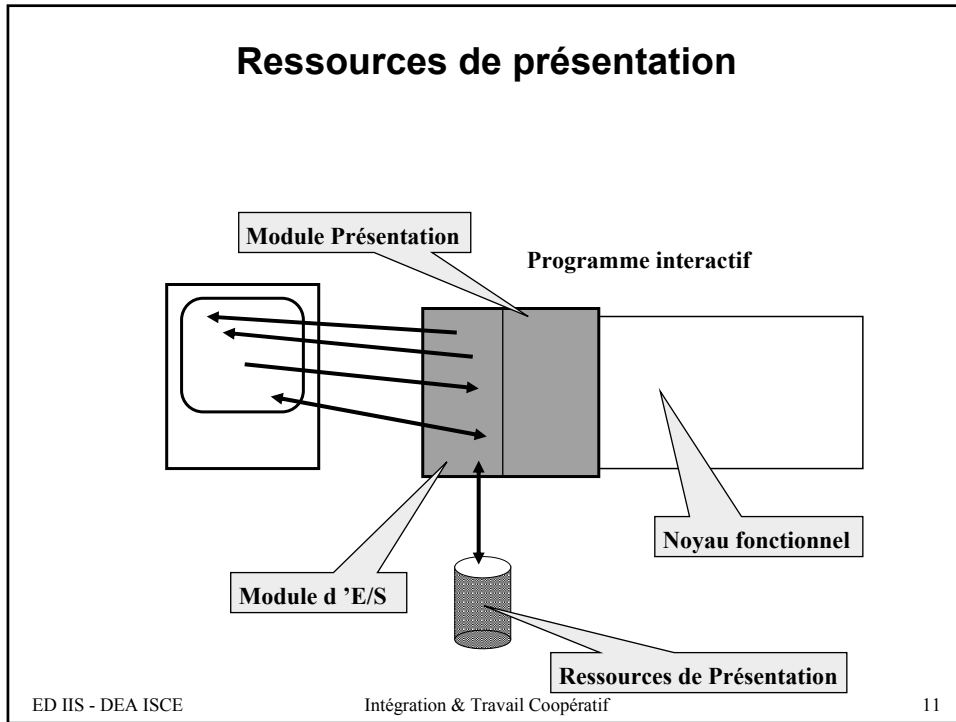 Ressources de présentation
Module Présentation
Programme interactif
Noyau fonctionnel
Module d ’E/S
Ressources de Présentation
ED IIS - DEA ISCE
Intégration & Travail Coopératif
11